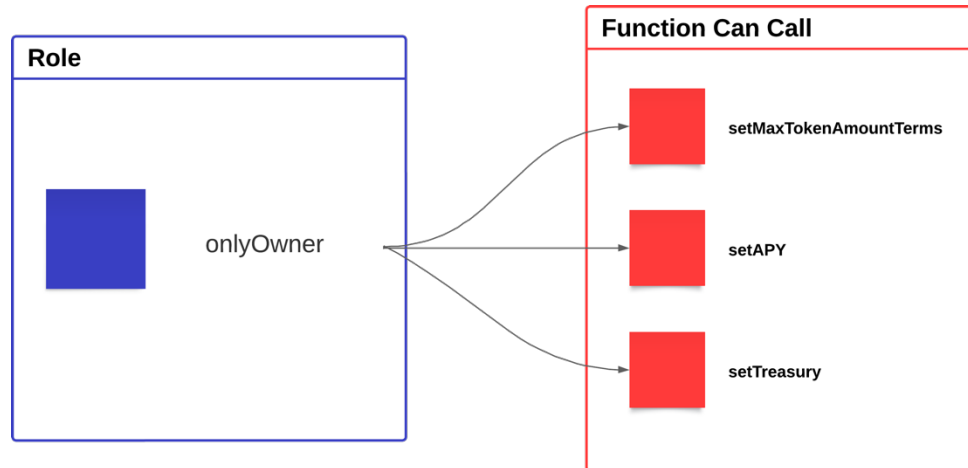 Function Can Call
Role
setMaxTokenAmountTerms
onlyOwner
setAPY
setTreasury